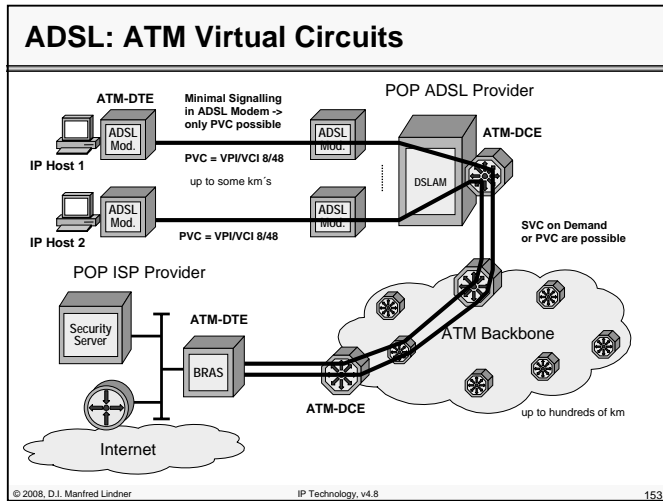 ADSL: ATM Virtual Circuits
POP ADSL Provider
ATM-DTE
Minimal Signalling
in ADSL Modem ->
only PVC possible
ATM-DCE
ADSL
Mod.
ADSL
Mod.
IP Host 1
PVC = VPI/VCI 8/48
up to some km´s
DSLAM
ADSL
Mod.
ADSL
Mod.
IP Host 2
PVC = VPI/VCI 8/48
SVC on Demand
or PVC are possible
POP ISP Provider
Security
Server
ATM-DTE
BRAS
ATM Backbone
ATM-DCE
up to hundreds of km
Internet
© 2008, D.I. Manfred Lindner
IP Technology, v4.8
153